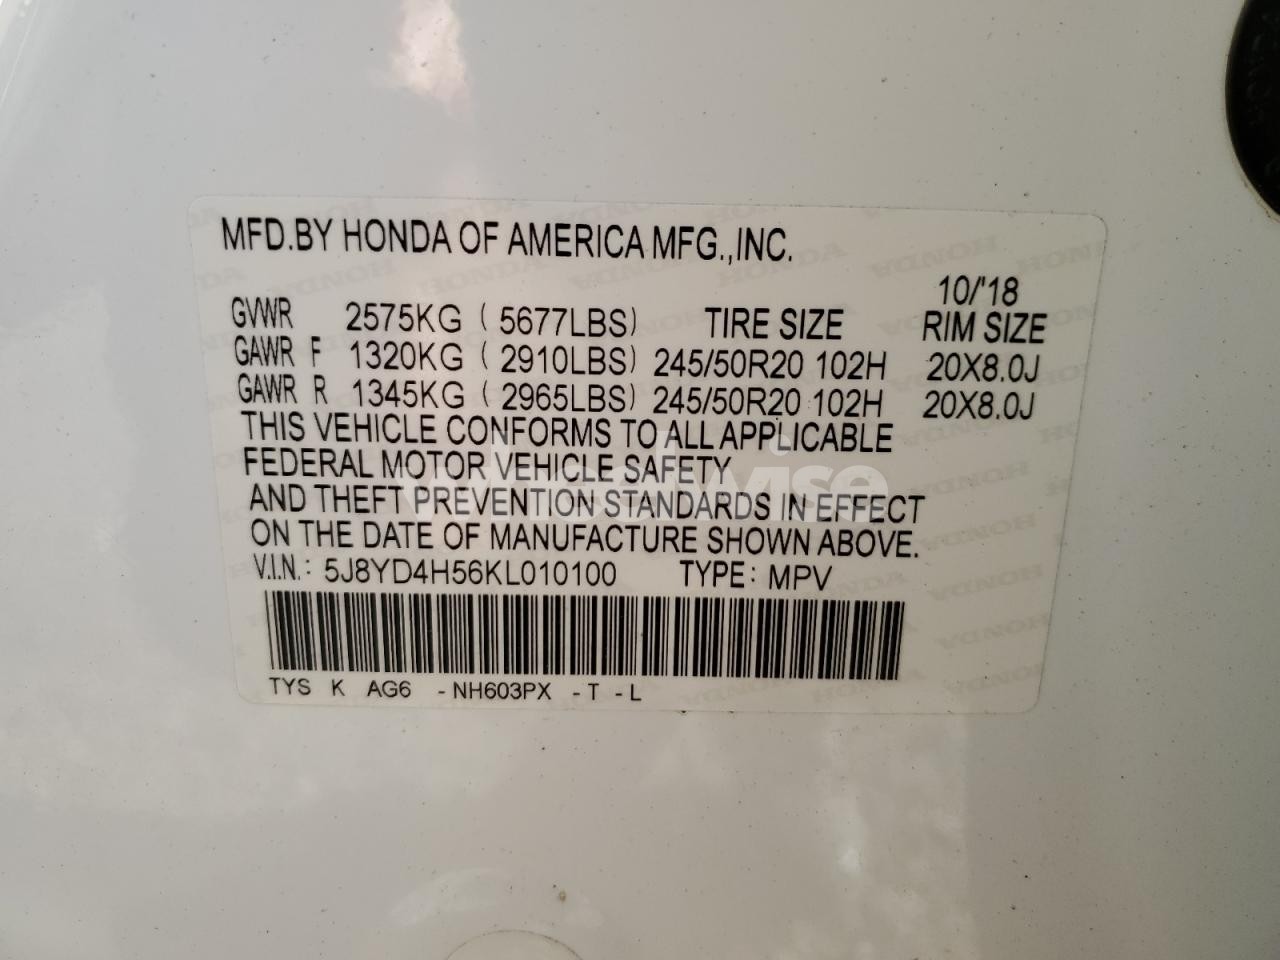 MFD.BY HONDA OF AMERICA MFG.,INC.
10/'18
GVWR 2575KG ( 5677LBS) TIRE SIZE RIM SIZE
GAWR F 1320KG ( 2910LBS) 245/50R20 102H 20X8.0J
GAWR R 1345KG ( 2965LBS) 245/50R20 102H 20X8.0J
THIS VEHICLE CONFORMS TO ALL APPLICABLE
FEDERAL MOTOR VEHICLE SAFETY
AND THEFT PREVENTION STANDARDS IN EFFECT
ON THE DATE OF MANUFACTURE SHOWN ABOVE.
V.I.N.: 5J8YD4H56KL010100 TYPE: MPV
TYS K AG6 -NH603PX -T -L